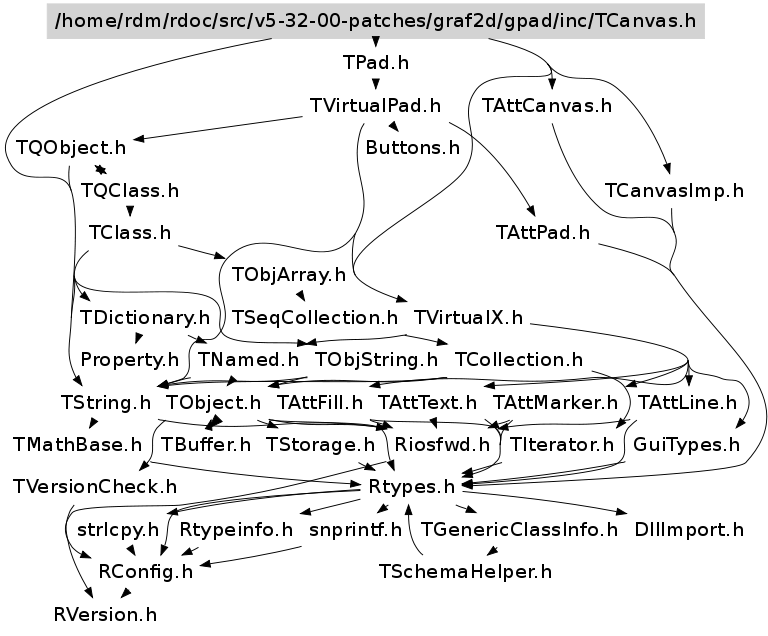 /home/rdm/rdoc/src/v5-32-00-patches/graf2d/gpad/inc/TCanvas.h
TPad.h
TVirtualPad.h TAttCanvas.h
TQObject.h Buttons.h
TQClass.h TCanvasImp.h
TClass.h TAttPad.h
TObjArray.h
TDictionary.h TSeqCollection.h TVirtualX.h
Property.h TNamed.h TObjString.h TCollection.h
TString.h TObject.h TAttFill.h TAttText.h TAttMarker.h TAttLine.h
TMathBase.h TBuffer.h TStorage.h Riosfwd.h TIterator.h GuiTypes.h
TVersionCheck.h Rtypes.h
strlcpy.h Rtypeinfo.h snprintf.h TGenericClassInfo.h DllImport.h
RConfig.h TSchemaHelper.h
RVersion.h